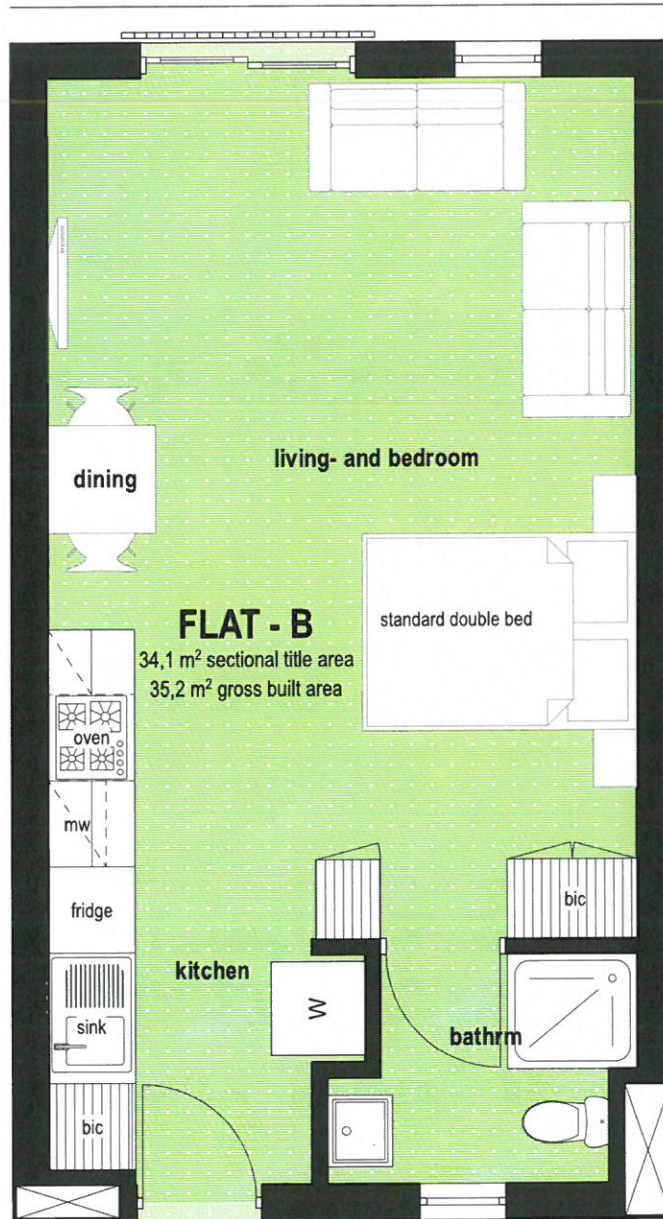 living- and bedroom
dining
FLAT - B
34,1 m² sectional title area
35,2 m² gross built area
standard double bed
oven
mw
fridge
bic
kitchen
W
sink
bathrm
bic